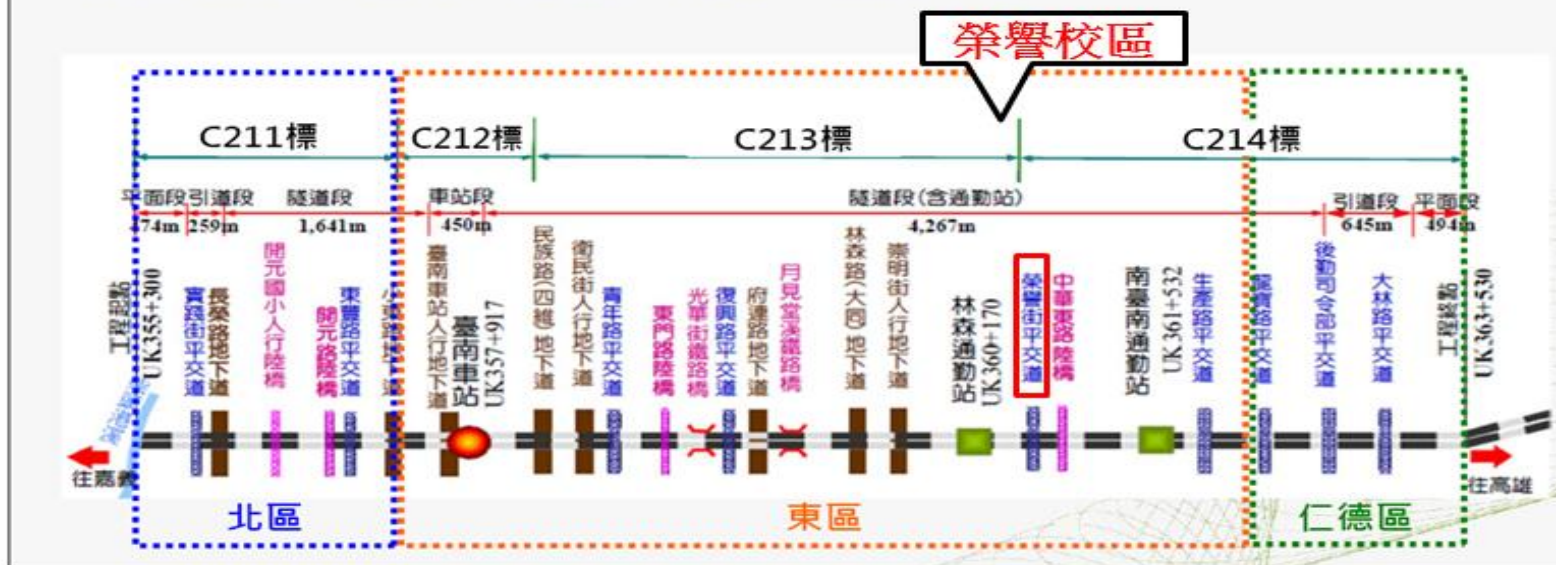 榮譽校區
C211標
C212標
C213標
C214標
平面段
引道段
隧道段
車站段
隧道段(含通勤站)
引道段
平面段
474m
259m
1,641m
450m
4,267m
645m
494m
工程起點
UK355+300
實踐街平交道
長榮路地下道
開元國小人行陸橋
開元路陸橋
東豐路平交道
臺南車站人行地下道
臺南車站
UK357+917
民族路(四維)地下道
衛民街人行地下道
青年路平交道
東門路陸橋
光華街鐵路橋
復興路平交道
府連路地下道
月見堂溪鐵路橋
林森路(大同)地下道
崇明街人行地下道
林森通勤站
UK360+170
榮譽街平交道
中華東路陸橋
南臺南通勤站
UK361+532
生產路平交道
龍寶路平交道
後勤司令部平交道
大林路平交道
工程終點
UK363+530
往嘉義
往高雄
北區
東區
仁德區